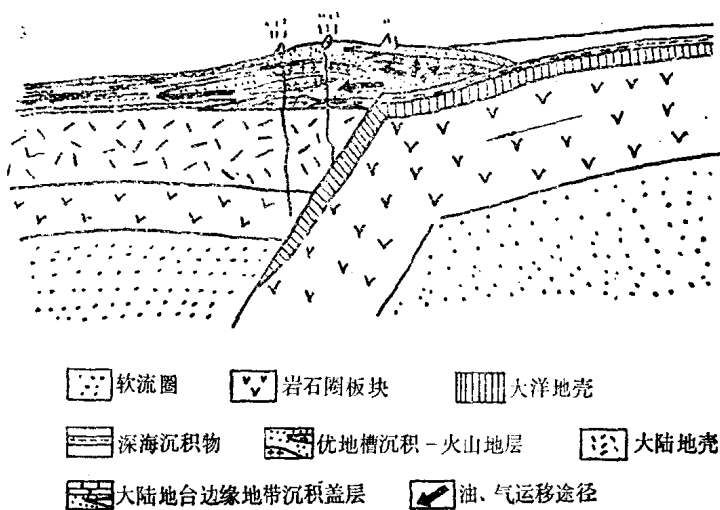 软流圈 岩石圈板块 大洋地壳
深海沉积物 优地槽沉积-火山地层 大陆地壳
大陆地台边缘地带沉积盖层 油、气运移途径